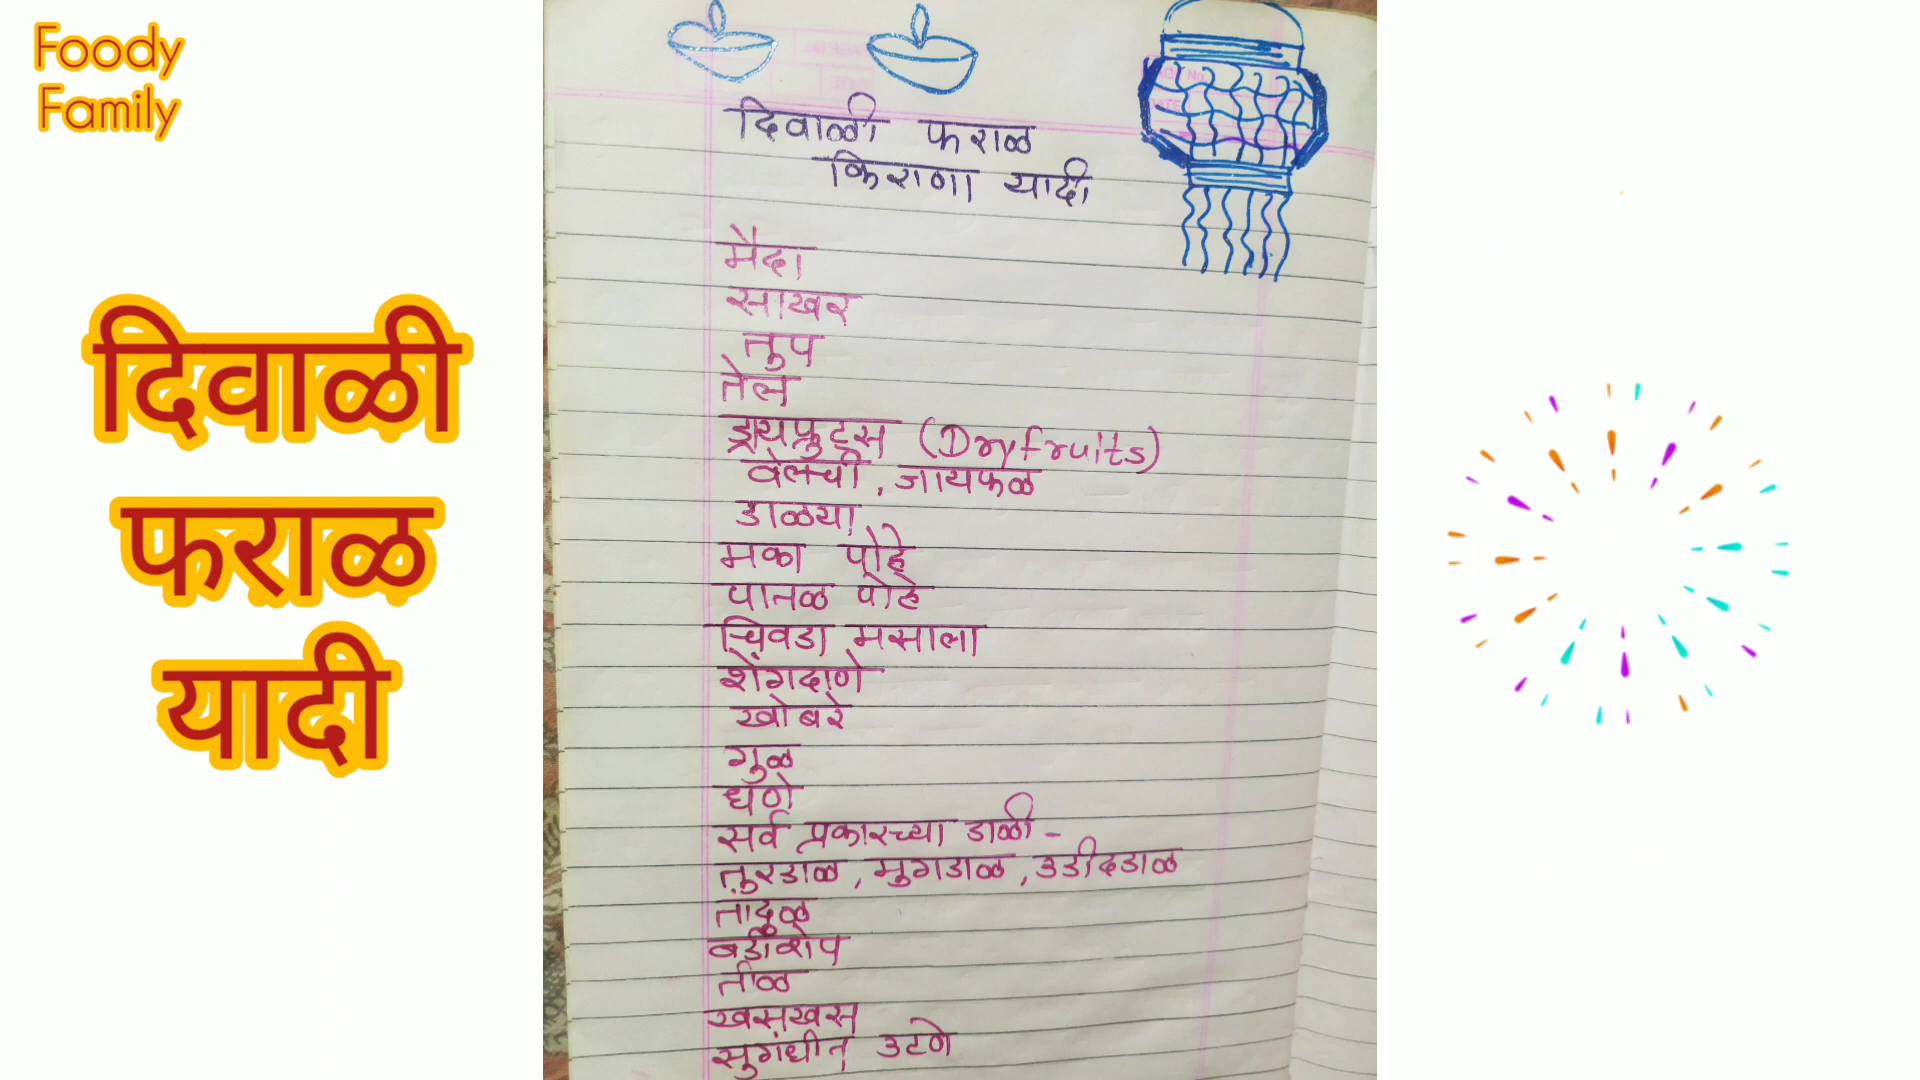 Foody
Family
दिवाळी
फराळ
यादी
दिवाळी फराळ
किराणा यादी
मैदा
साखर
तुप
तेल
ड्रायफ्रुट्स (Dryfruits)
वेलची, जायफळ
डाळया
मका पोहे
पातळ पोहे
चिवडा मसाला
शेंगदाणे
खोबरे
गुळ
धणे
सर्व प्रकारच्या डाळी -
तुरडाळ, मुगडाळ, उडीदडाळ
तादुळ
बडीशेप
तीळ
खसखस
सुगंधीत उटणे